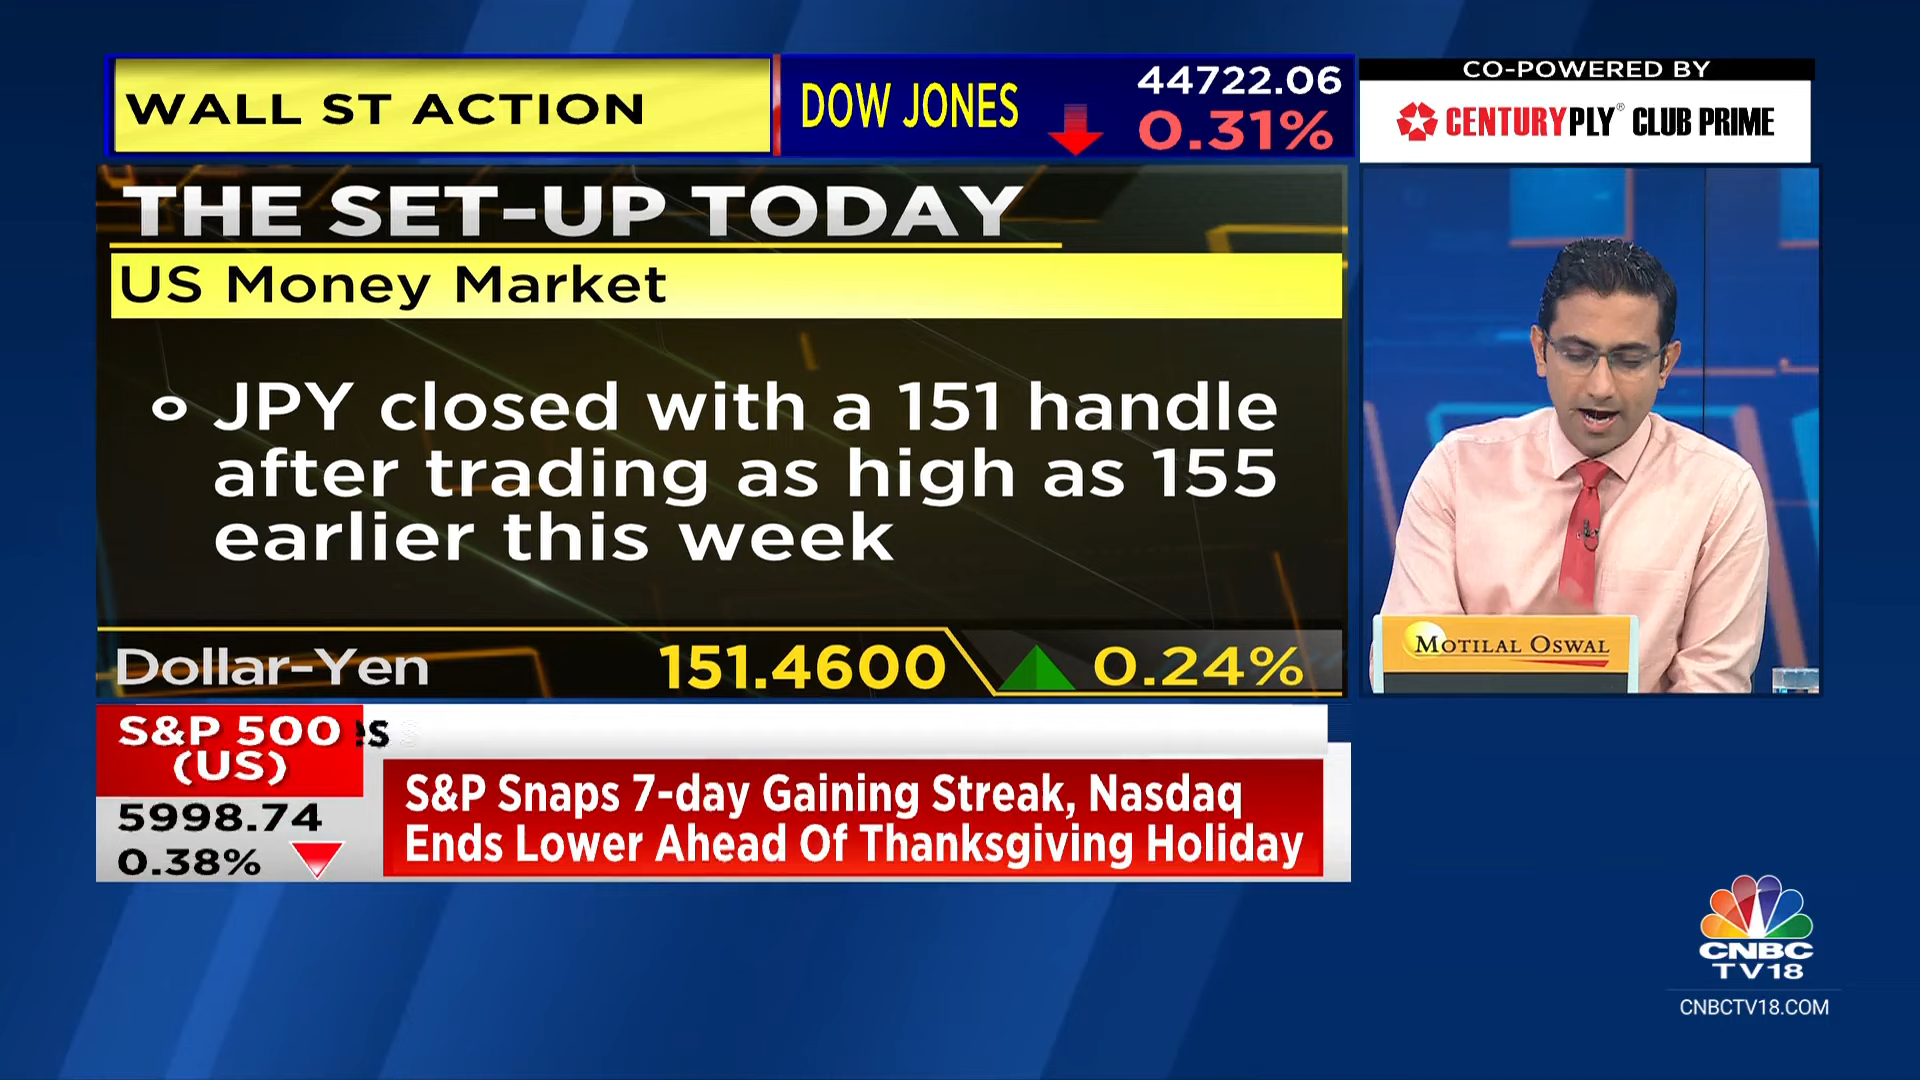 WALL ST ACTION
DOW JONES
44722.06
0.31%
CO-POWERED BY
CENTURYPLY® CLUB PRIME
THE SET-UP TODAY
US Money Market
o JPY closed with a 151 handle
after trading as high as 155
earlier this week
Dollar-Yen 151.4600 0.24%
MOTILAL OSWAL
S&P 500
(US)
5998.74
0.38%
S&P Snaps 7-day Gaining Streak, Nasdaq
Ends Lower Ahead Of Thanksgiving Holiday
CNBC
TV18
CNBCTV18.COM